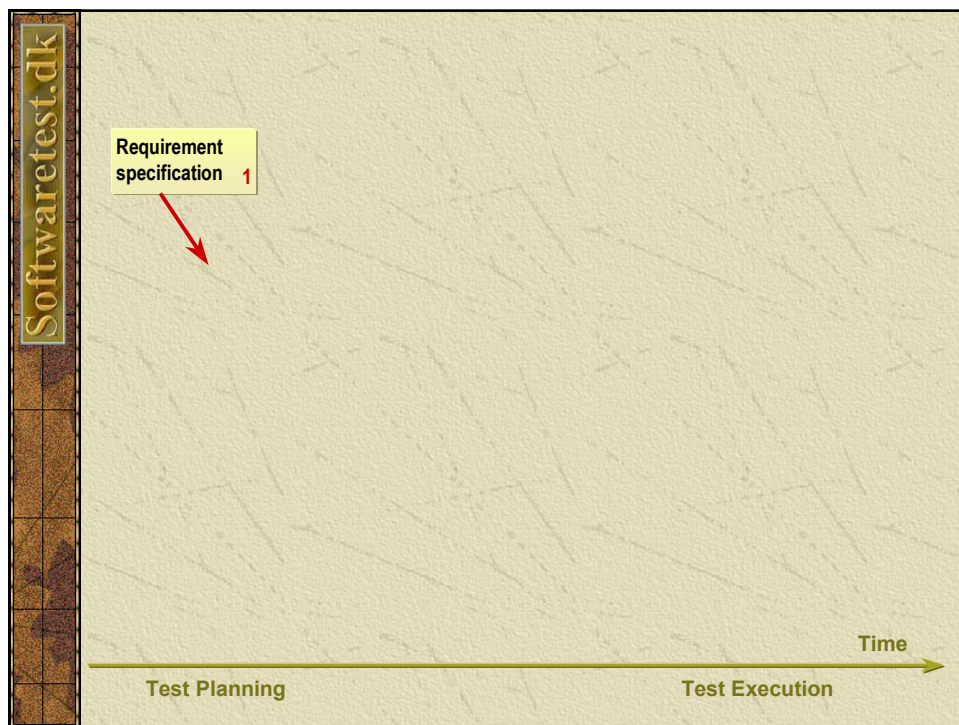 Softwaretest.dk
Requirement
specification 1
Time
Test Planning Test Execution